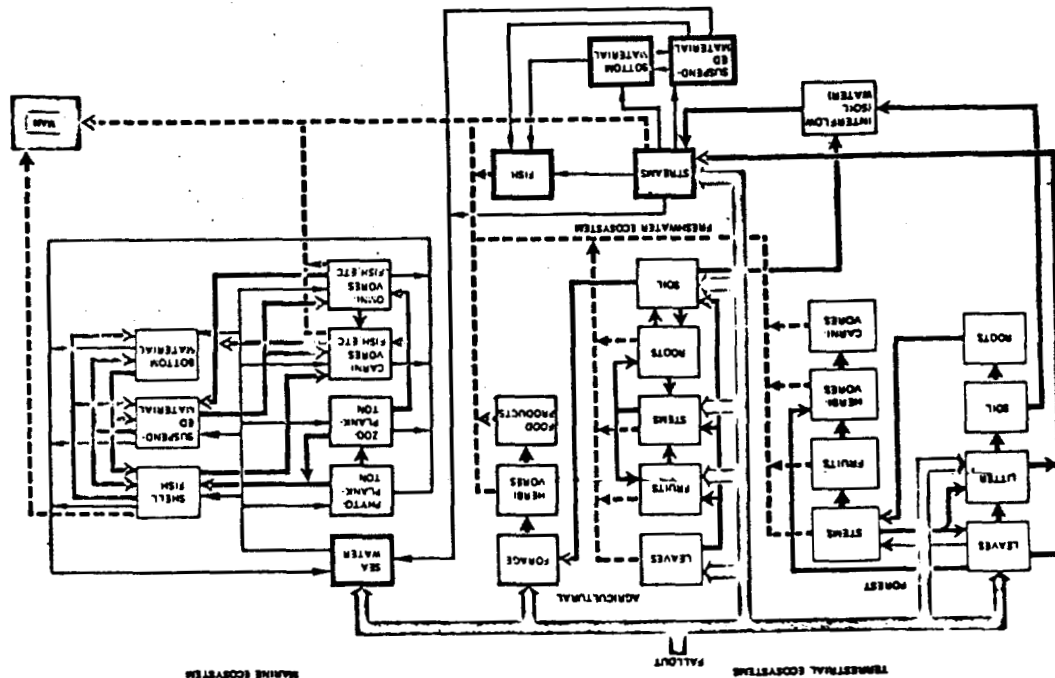 TERRESTRIAL ECOSYSTEMS
MARINE ECOSYSTEM
FALLOUT
FOREST
AGRICULTURAL
LEAVES
STEMS
LITTER
FRUITS
SOIL
HERBI-
VORES
ROOTS
CARNI-
VORES
LEAVES
FRUITS
STEMS
ROOTS
SOIL
FORAGE
HERBI
VORES
FOOD
PRODUCTS
SEA
WATER
PHYTO-
PLANK-
TON
SHELL
FISH
ZOO-
PLANK-
TON
SUSPEND-
ED
MATERIAL
CARNI
VORES
FISH, ETC
BOTTOM
MATERIAL
OMNI-
VORES
FISH, ETC
FRESHWATER ECOSYSTEM
STREAMS
FISH
INTERFLOW
(SOIL
WATER)
SUSPEND-
ED
MATERIAL
BOTTOM
MATERIAL
MAN